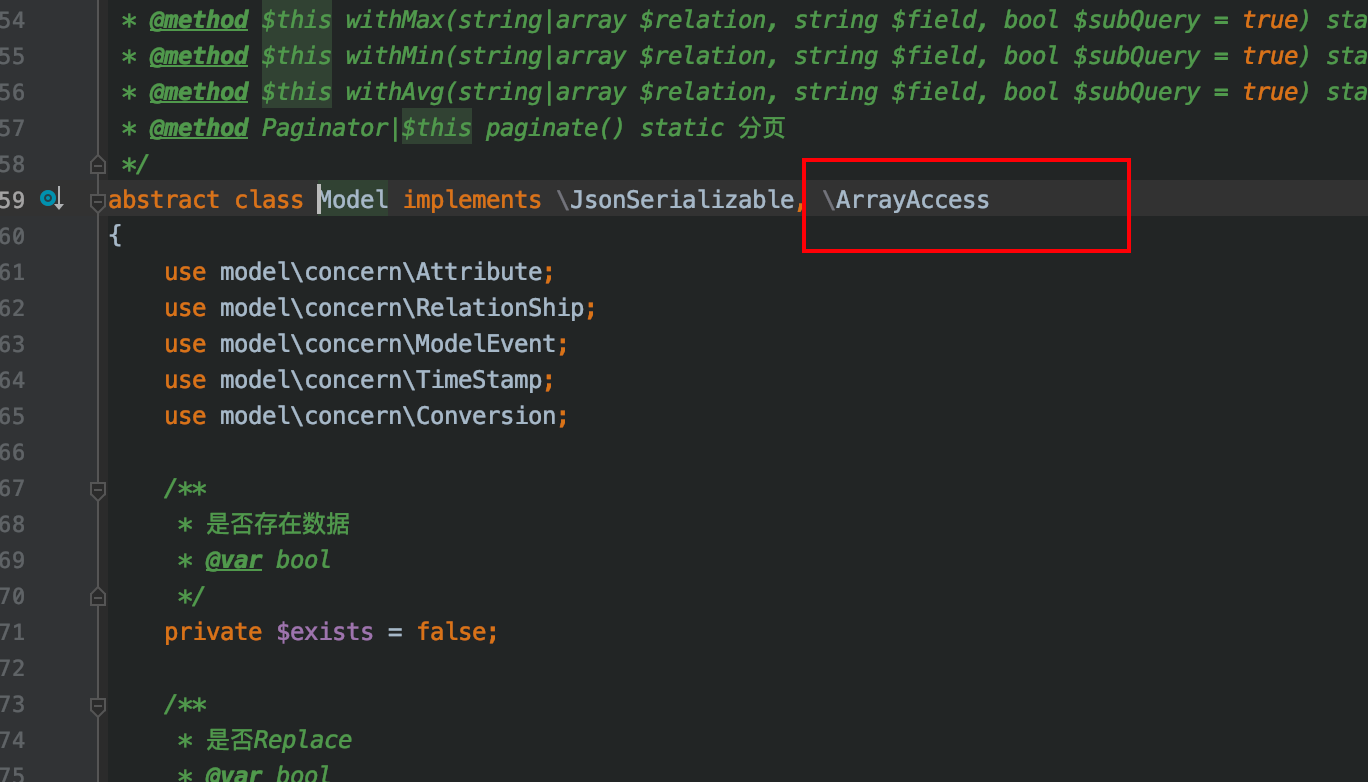 54 * @method $this withMax(string|array $relation, string $field, bool $subQuery = true) sta
55 * @method $this withMin(string|array $relation, string $field, bool $subQuery = true) sta
56 * @method $this withAvg(string|array $relation, string $field, bool $subQuery = true) sta
57 * @method Paginator|$this paginate() static 分页
58 */
59 abstract class Model implements \JsonSerializable, \ArrayAccess
60 {
61 use model\concern\Attribute;
62 use model\concern\RelationShip;
63 use model\concern\ModelEvent;
64 use model\concern\TimeStamp;
65 use model\concern\Conversion;
66
67 /**
68 * 是否存在数据
69 * @var bool
70 */
71 private $exists = false;
72
73 /**
74 * 是否Replace
75 * @var bool